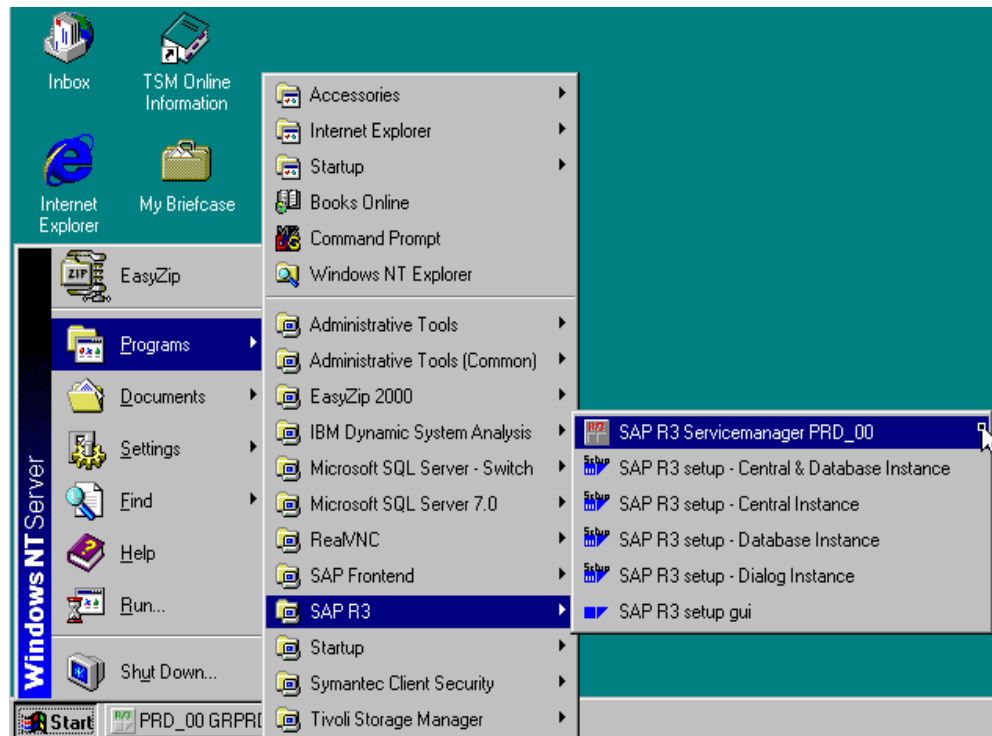 Inbox
TSM Online
Information
Internet
Explorer
My Briefcase
Windows NT Server
ZIP
EasyZip
Programs
Documents
Settings
Find
Help
Run...
Shut Down...
Accessories
Internet Explorer
Startup
Books Online
Command Prompt
Windows NT Explorer
Administrative Tools
Administrative Tools (Common)
EasyZip 2000
IBM Dynamic System Analysis
Microsoft SQL Server - Switch
Microsoft SQL Server 7.0
RealVNC
SAP Frontend
SAP R3
Startup
Symantec Client Security
Tivoli Storage Manager
SAP R3 Servicemanager PRD_00
SAP R3 setup - Central & Database Instance
SAP R3 setup - Central Instance
SAP R3 setup - Database Instance
SAP R3 setup - Dialog Instance
SAP R3 setup gui
Start
PRD_00 GRPRD